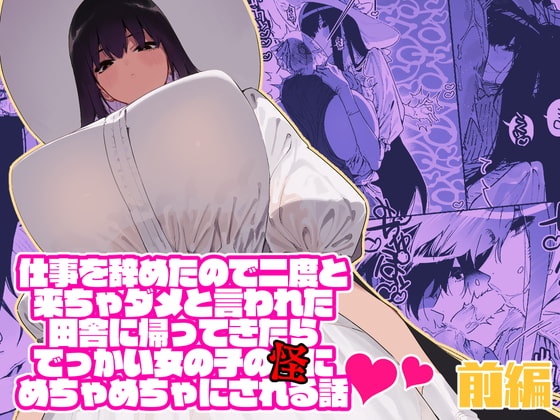 仕事を辞めたので二度と
来ちゃダメと言われた
田舎に帰ってきたら
でっかい女の子の怪に
めちゃめちゃにされる話
前編